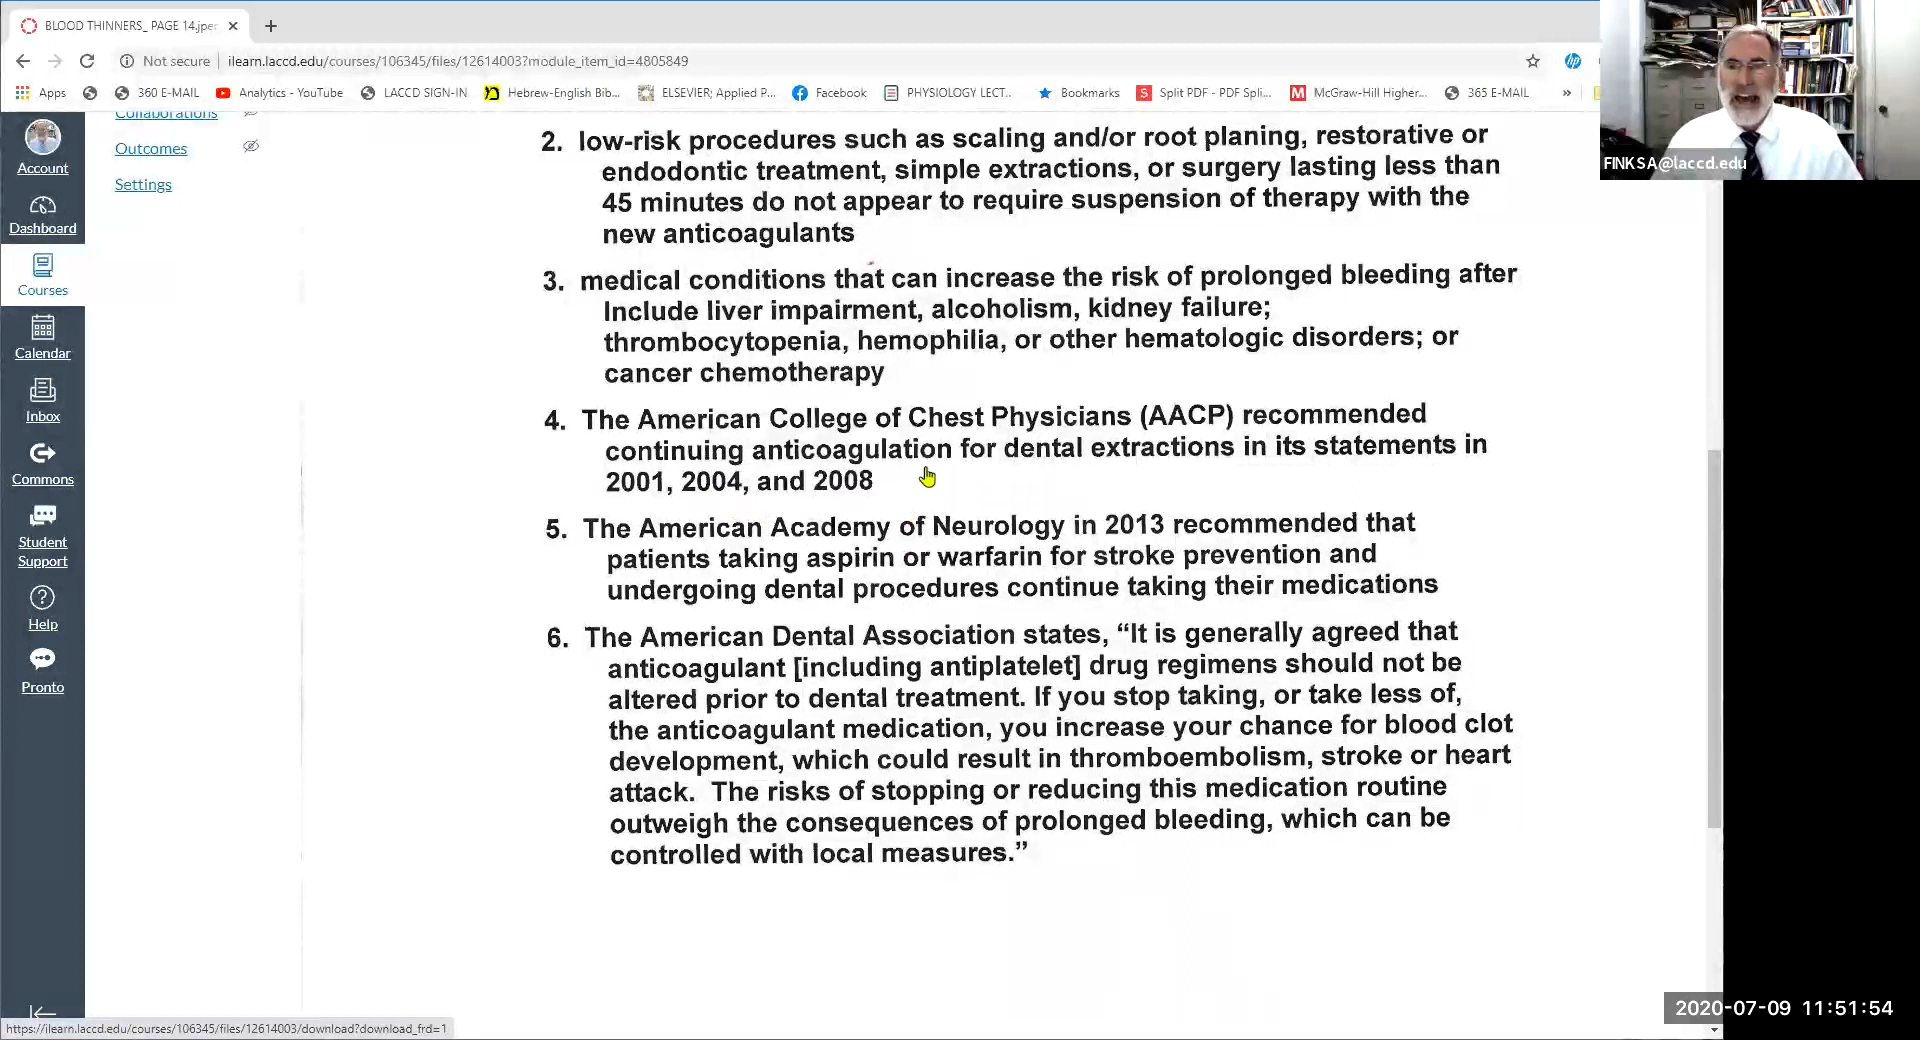 BLOOD THINNERS_ PAGE 14.jpe
Not secure
ilearn.laccd.edu/courses/106345/files/12614003?module_item_id=4805849
Apps
360 E-MAIL
Analytics - YouTube
LACCD SIGN-IN
Hebrew-English Bib...
ELSEVIER; Applied P...
Facebook
PHYSIOLOGY LECT...
Bookmarks
Split PDF - PDF Spli...
McGraw-Hill Higher...
365 E-MAIL
»
FINKSA@laccd.edu
Account
Dashboard
Courses
Calendar
Inbox
Commons
Student
Support
Help
Pronto
Collaborations
Outcomes
Settings
2. low-risk procedures such as scaling and/or root planing, restorative or
endodontic treatment, simple extractions, or surgery lasting less than
45 minutes do not appear to require suspension of therapy with the
new anticoagulants
3. medical conditions that can increase the risk of prolonged bleeding after
Include liver impairment, alcoholism, kidney failure;
thrombocytopenia, hemophilia, or other hematologic disorders; or
cancer chemotherapy
4. The American College of Chest Physicians (AACP) recommended
continuing anticoagulation for dental extractions in its statements in
2001, 2004, and 2008
5. The American Academy of Neurology in 2013 recommended that
patients taking aspirin or warfarin for stroke prevention and
undergoing dental procedures continue taking their medications
6. The American Dental Association states, “It is generally agreed that
anticoagulant [including antiplatelet] drug regimens should not be
altered prior to dental treatment. If you stop taking, or take less of,
the anticoagulant medication, you increase your chance for blood clot
development, which could result in thromboembolism, stroke or heart
attack. The risks of stopping or reducing this medication routine
outweigh the consequences of prolonged bleeding, which can be
controlled with local measures.”
https://ilearn.laccd.edu/courses/106345/files/12614003/download?download_frd=1
2020-07-09 11:51:54